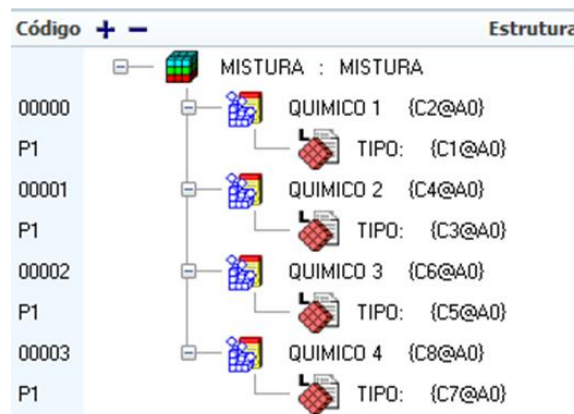 Código + − Estrutura
MISTURA : MISTURA
00000 QUIMICO 1 {C2@A0}
P1 TIPO: {C1@A0}
00001 QUIMICO 2 {C4@A0}
P1 TIPO: {C3@A0}
00002 QUIMICO 3 {C6@A0}
P1 TIPO: {C5@A0}
00003 QUIMICO 4 {C8@A0}
P1 TIPO: {C7@A0}